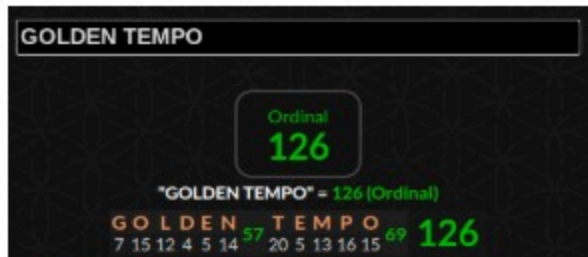 GOLDEN TEMPO
Ordinal
126
"GOLDEN TEMPO" = 126 (Ordinal)
G O L D E N 57 T E M P O 69 126
7 15 12 4 5 14 20 5 13 16 15